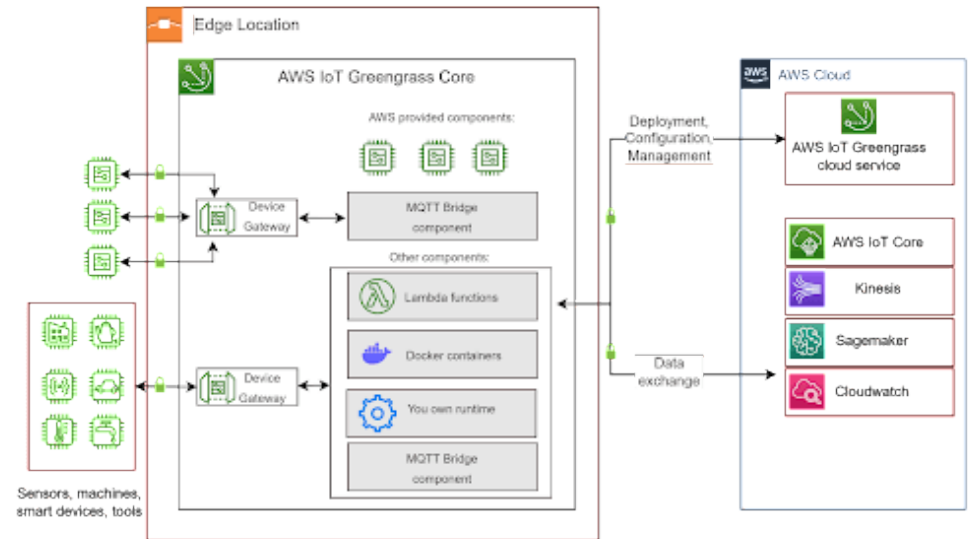 Edge Location
AWS IoT Greengrass Core
AWS provided components:
Device
Gateway
MQTT Bridge
component
Other components:
Lambda functions
Docker containers
Device
Gateway
You own runtime
MQTT Bridge
component
Sensors, machines,
smart devices, tools
Deployment,
Configuration,
Management
Data
exchange
aws
AWS Cloud
AWS IoT Greengrass
cloud service
AWS IoT Core
Kinesis
Sagemaker
Cloudwatch